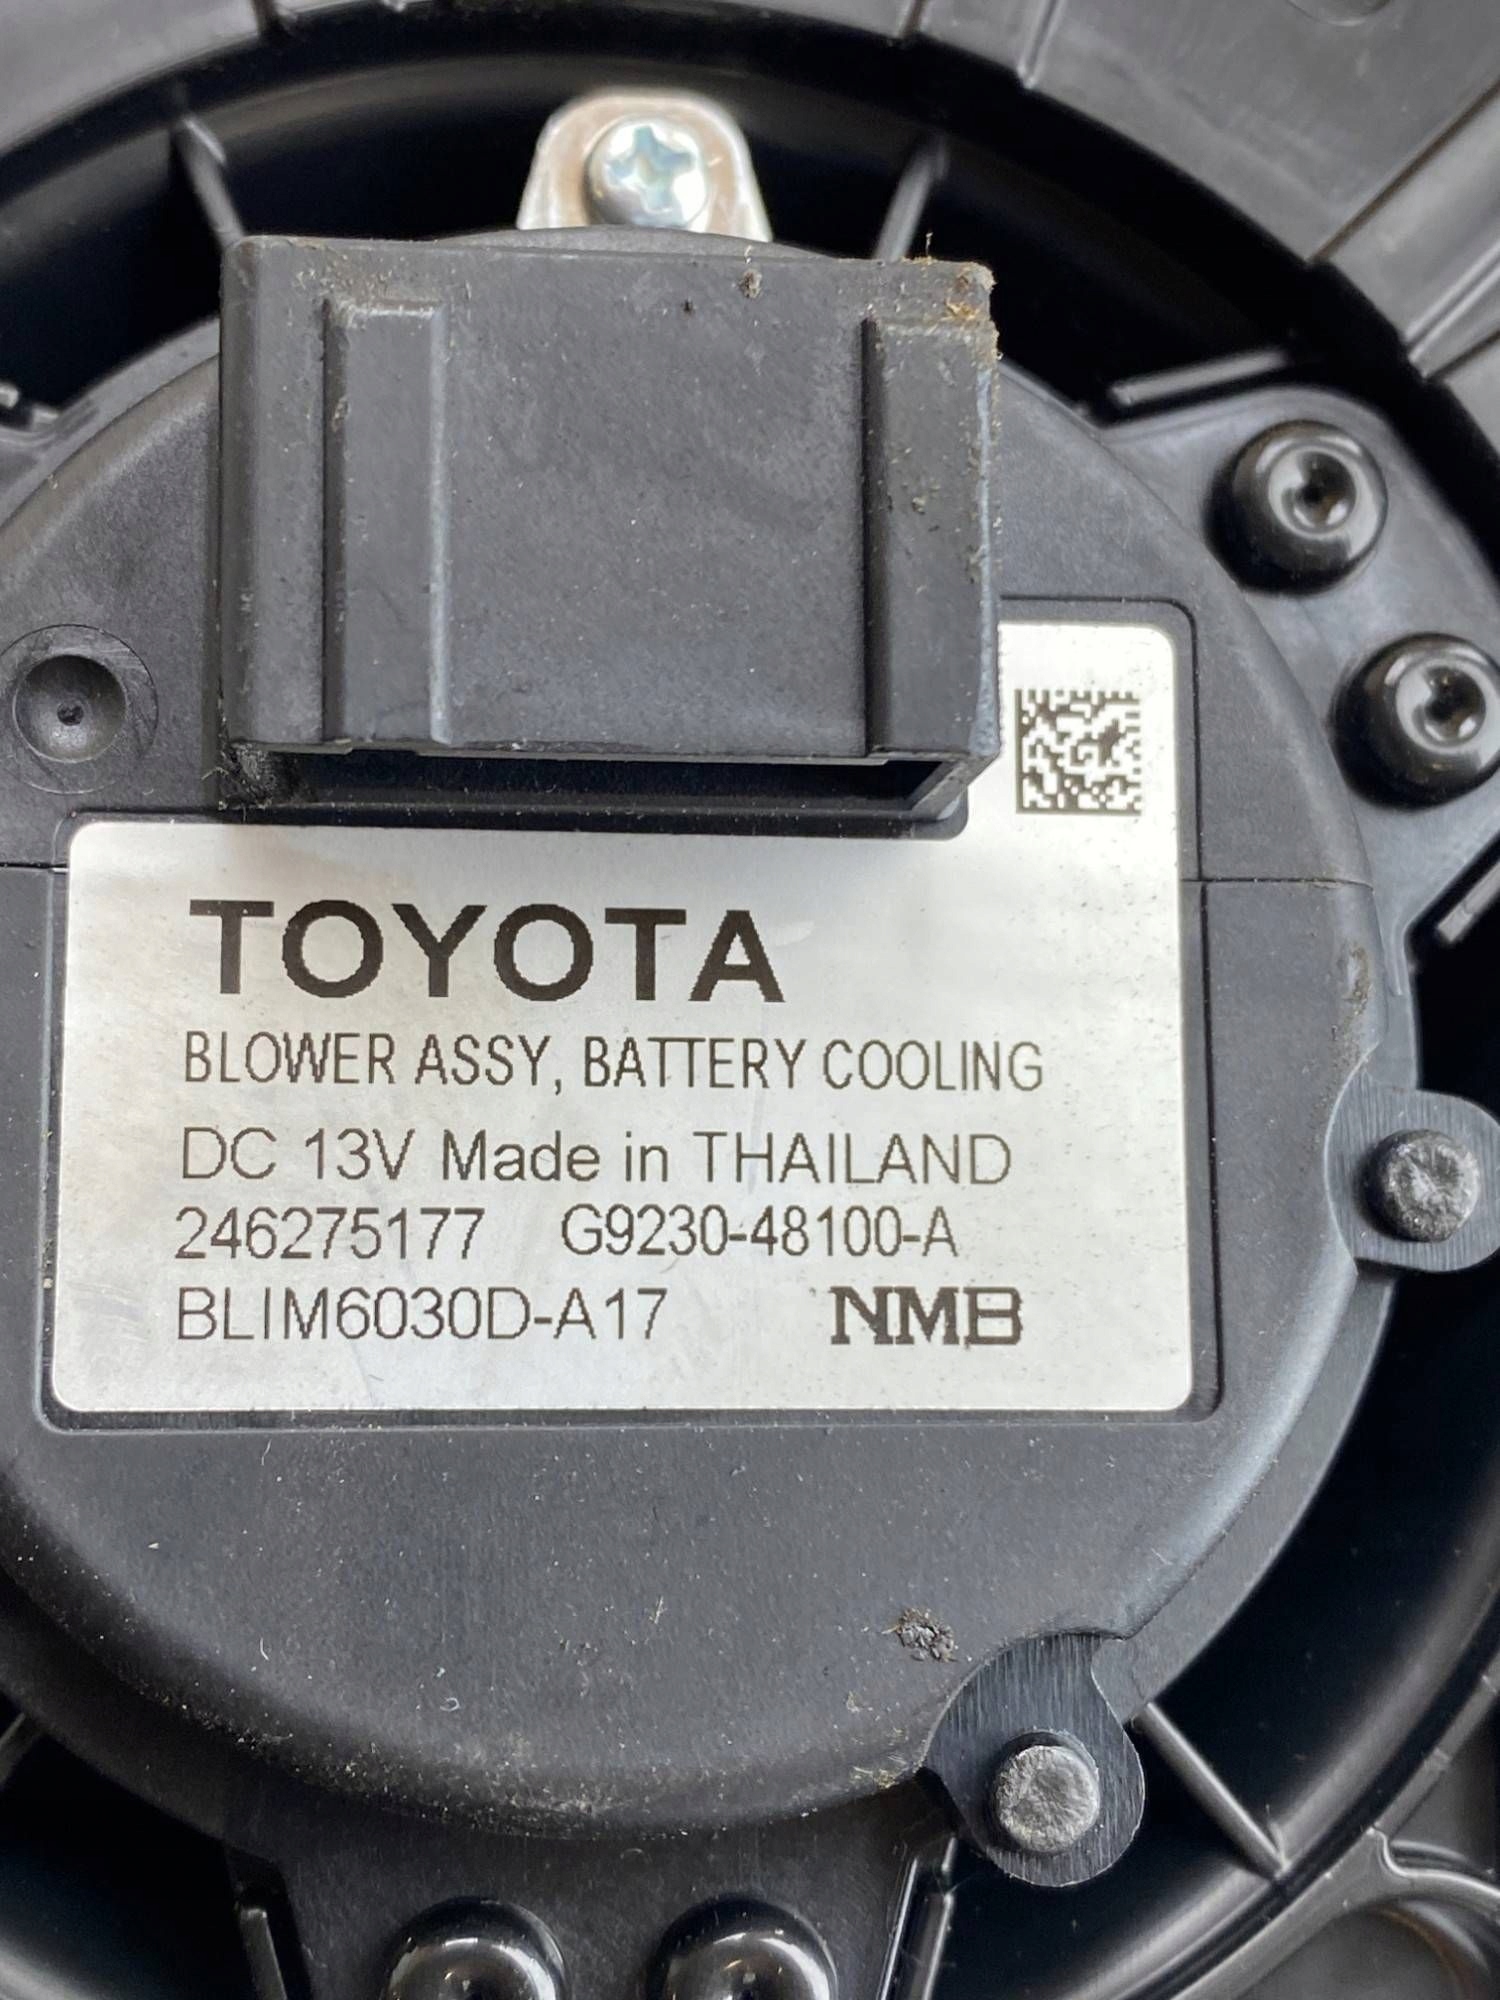 TOYOTA
BLOWER ASSY, BATTERY COOLING
DC 13V Made in THAILAND
246275177 G9230-48100-A
BLIM6030D-A17 NMB